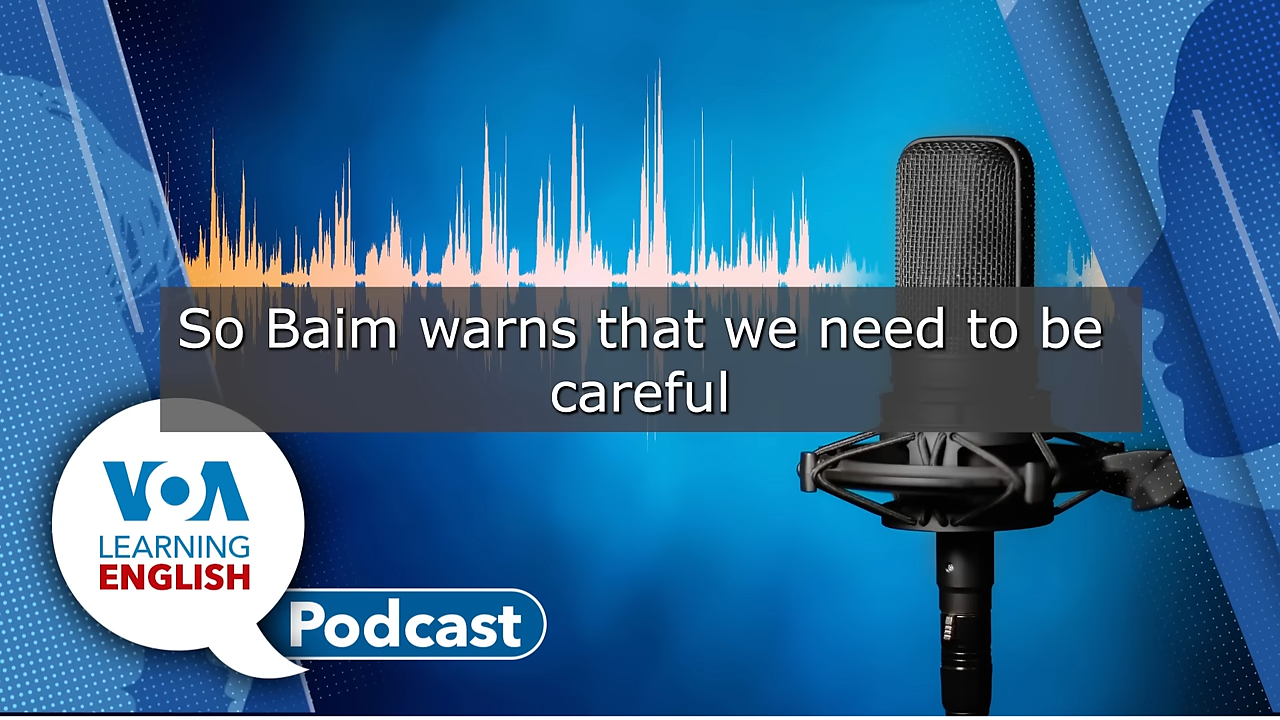 So Baim warns that we need to be
careful
VOA
LEARNING
ENGLISH
Podcast